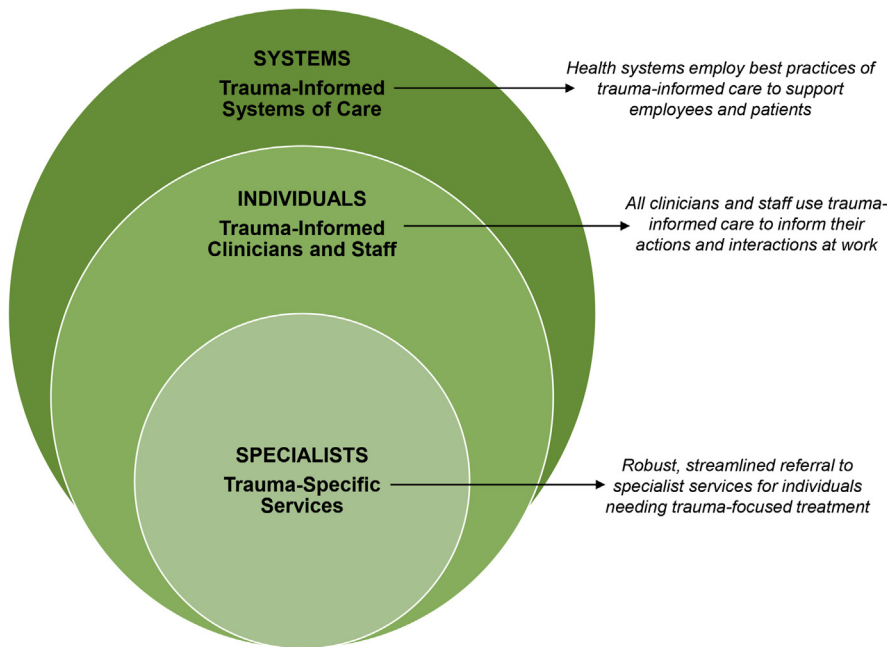 SYSTEMS
Trauma-Informed
Systems of Care
Health systems employ best practices of
trauma-informed care to support
employees and patients
INDIVIDUALS
Trauma-Informed
Clinicians and Staff
All clinicians and staff use trauma-
informed care to inform their
actions and interactions at work
SPECIALISTS
Trauma-Specific
Services
Robust, streamlined referral to
specialist services for individuals
needing trauma-focused treatment